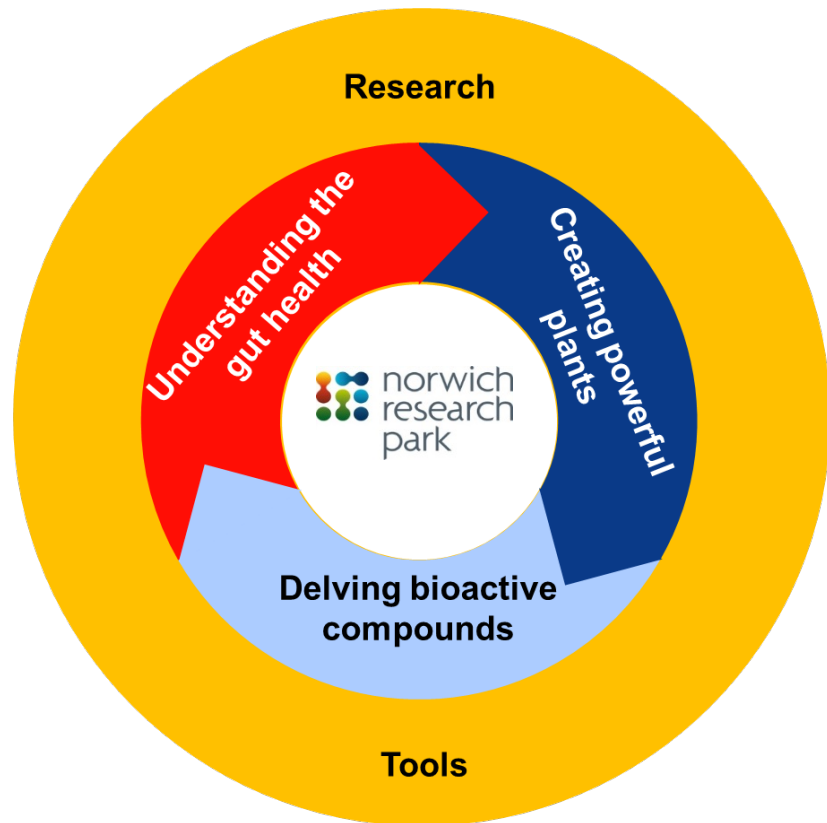 Research
Understanding the
gut health
Creating powerful
plants
norwich
research
park
Delving bioactive
compounds
Tools